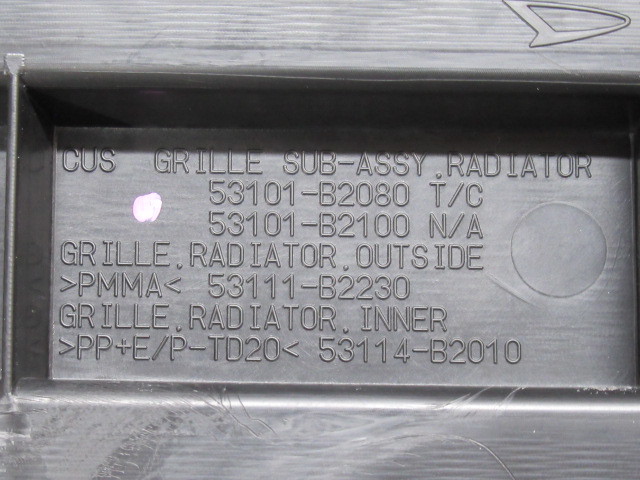 CUS GRILLE SUB-ASSY,RADIATOR
53101-B2080 T/C
53101-B2100 N/A
GRILLE,RADIATOR,OUTSIDE
>PMMA< 53111-B2230
GRILLE,RADIATOR,INNER
>PP+E/P-TD20< 53114-B2010